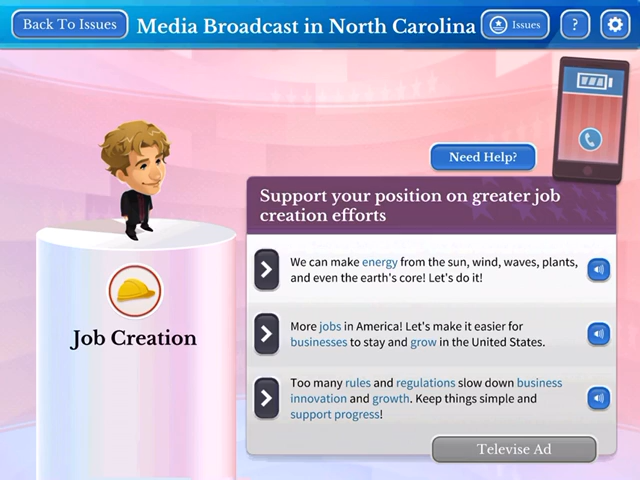 Back To Issues
Media Broadcast in North Carolina
Issues
?
Need Help?
Support your position on greater job
creation efforts
We can make energy from the sun, wind, waves, plants,
and even the earth's core! Let's do it!
More jobs in America! Let's make it easier for
businesses to stay and grow in the United States.
Too many rules and regulations slow down business
innovation and growth. Keep things simple and
support progress!
Job Creation
Televise Ad